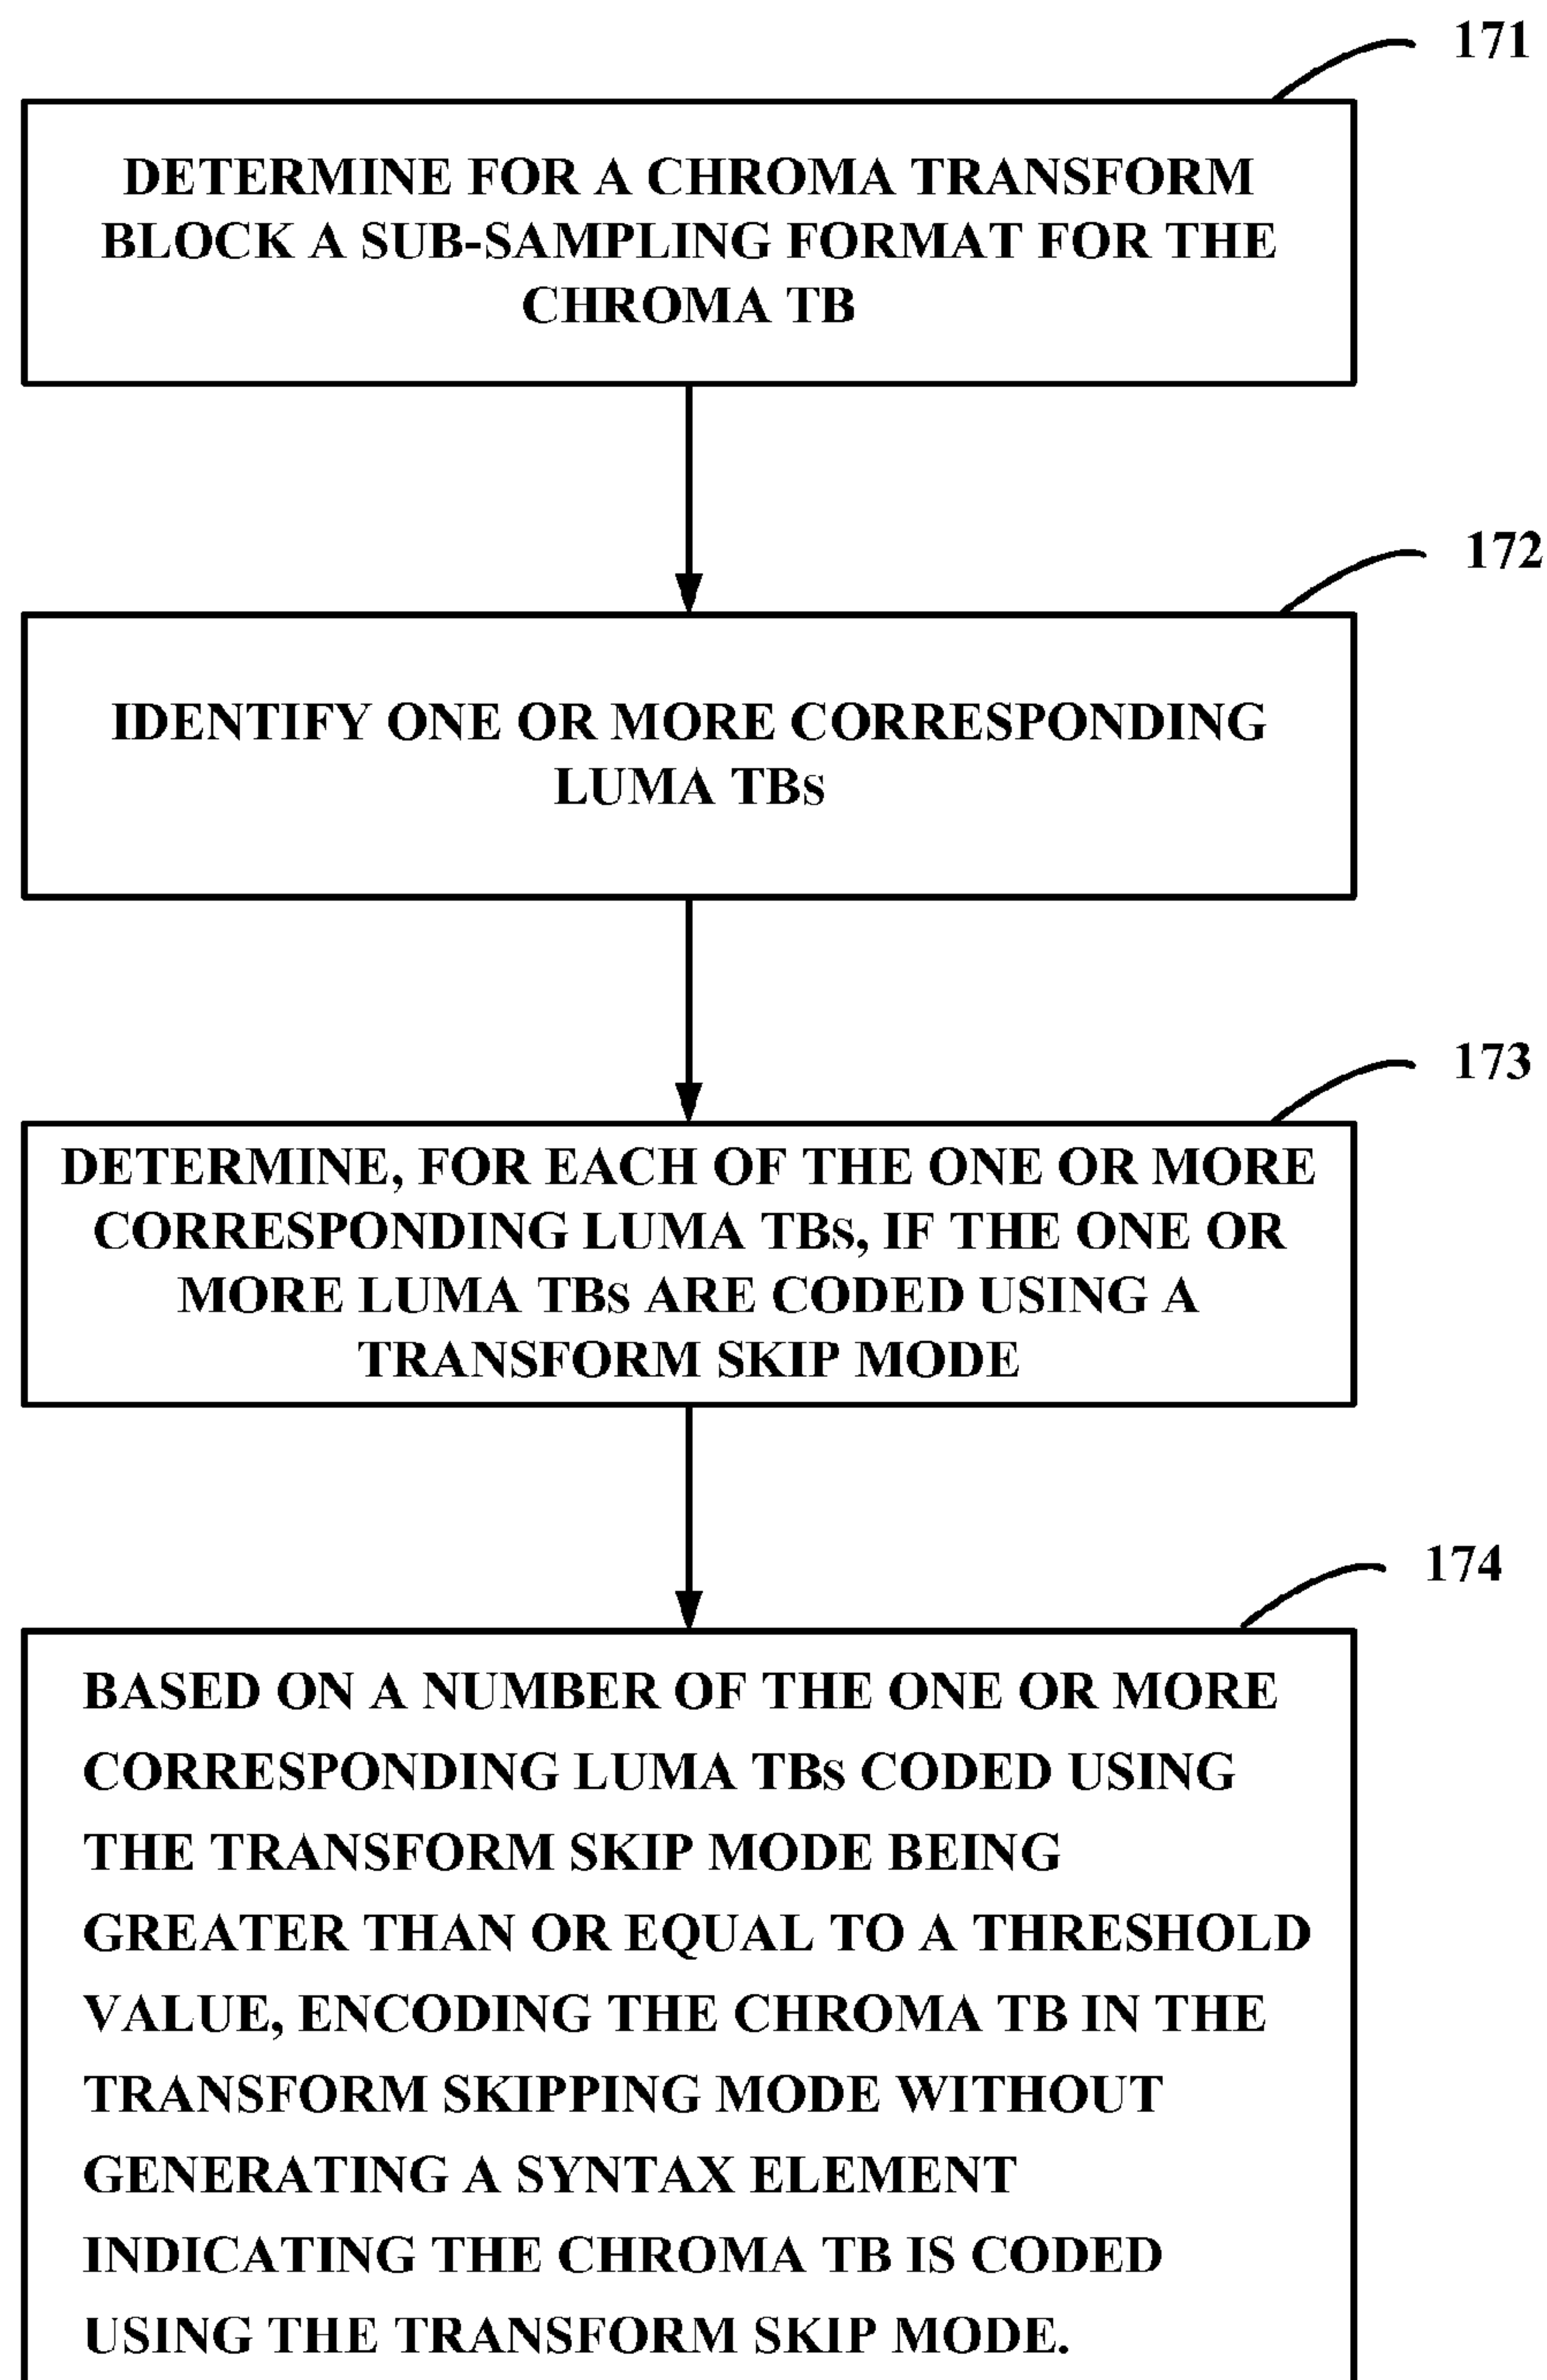 171
DETERMINE FOR A CHROMA TRANSFORM
BLOCK A SUB-SAMPLING FORMAT FOR THE
CHROMA TB
172
IDENTIFY ONE OR MORE CORRESPONDING
LUMA TBS
173
DETERMINE, FOR EACH OF THE ONE OR MORE
CORRESPONDING LUMA TBS, IF THE ONE OR
MORE LUMA TBS ARE CODED USING A
TRANSFORM SKIP MODE
174
BASED ON A NUMBER OF THE ONE OR MORE
CORRESPONDING LUMA TBS CODED USING
THE TRANSFORM SKIP MODE BEING
GREATER THAN OR EQUAL TO A THRESHOLD
VALUE, ENCODING THE CHROMA TB IN THE
TRANSFORM SKIPPING MODE WITHOUT
GENERATING A SYNTAX ELEMENT
INDICATING THE CHROMA TB IS CODED
USING THE TRANSFORM SKIP MODE.